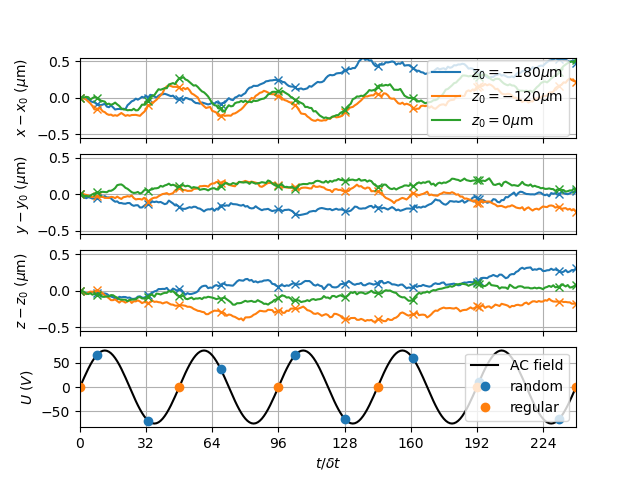 x − x₀ (μm)
0.5
0.0
−0.5
z₀ = −180μm
z₀ = −120μm
z₀ = 0μm
y − y₀ (μm)
0.5
0.0
−0.5
z − z₀ (μm)
0.5
0.0
−0.5
U (V)
50
0
−50
AC field
random
regular
0 32 64 96 128 160 192 224
t/δt